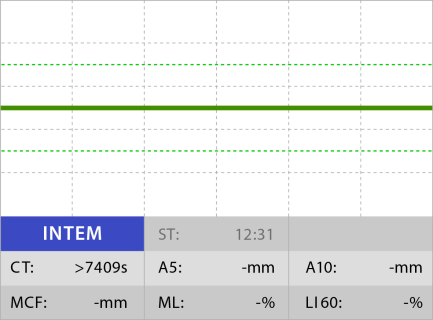 INTEM ST: 12:31
CT: >7409s A5: -mm A10: -mm
MCF: -mm ML: -% LI60: -%